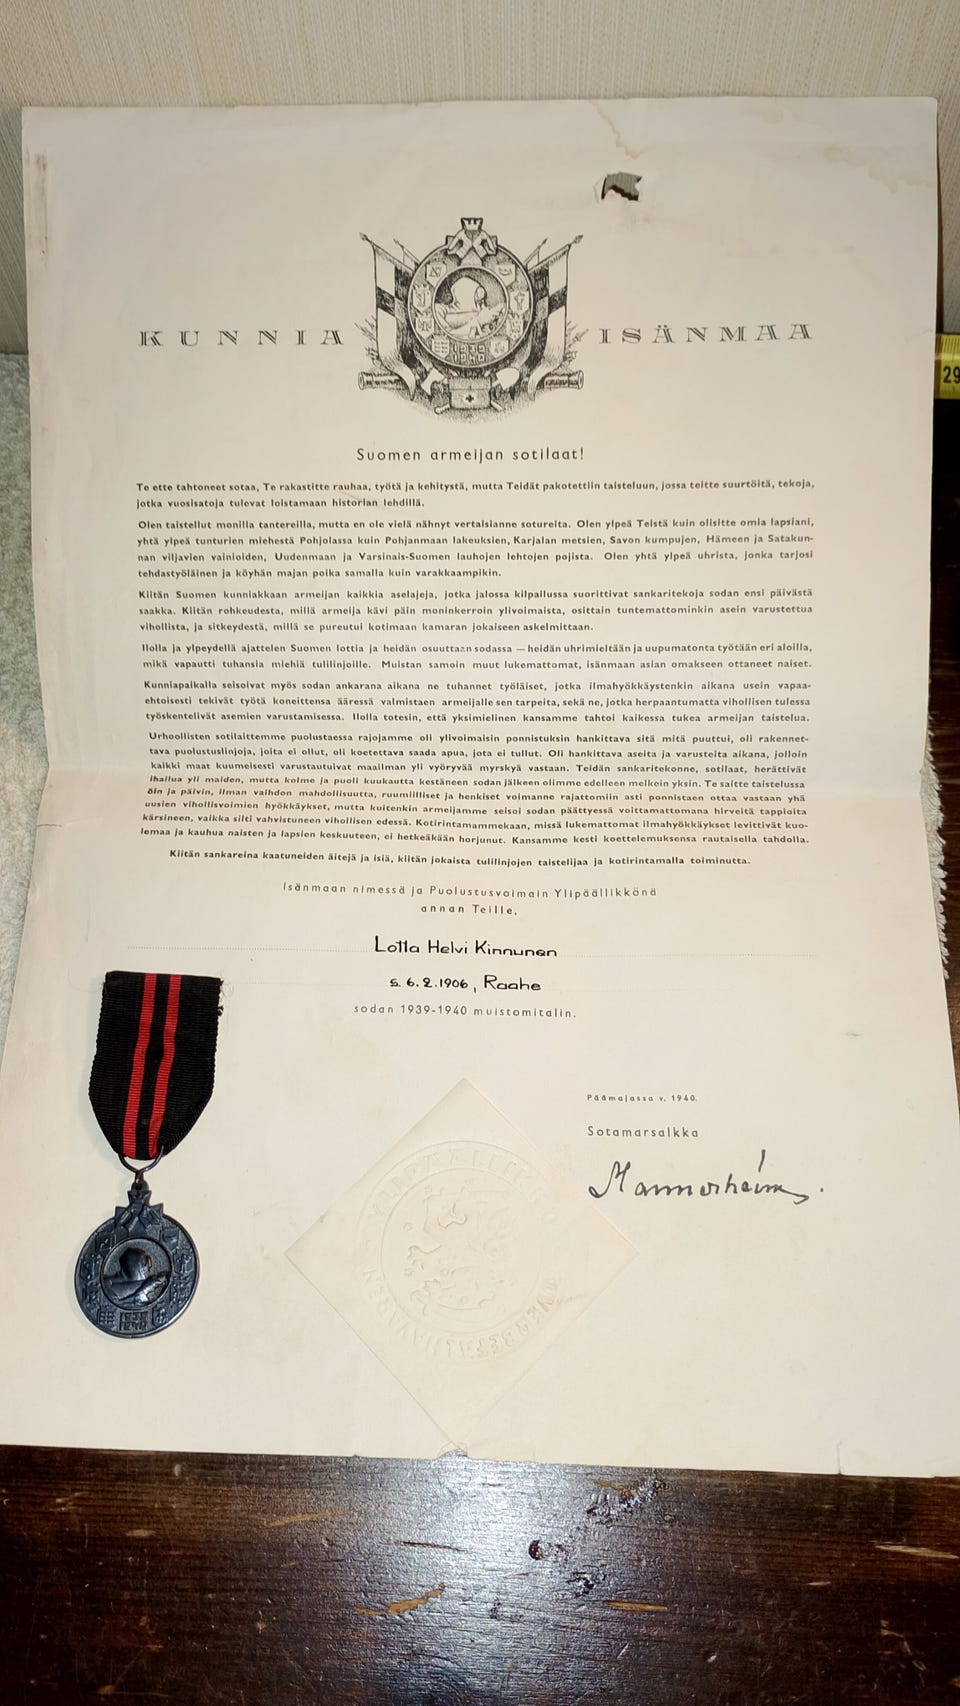 KUNNIA ISÄNMAA
Suomen armeijan sotilaat!
Te ette tahtoneet sotaa, Te rakastitte rauhaa, työtä ja kehitystä, mutta Teidät pakotettiin taisteluun, jossa teitte suurtöitä, tekoja,
jotka vuosisatoja tulevat loistamaan historian lehdillä.
Olen taistellut monilla tantereilla, mutta en ole vielä nähnyt vertaisianne sotureita. Olen ylpeä Teistä kuin olisitte omia lapsiani,
yhtä ylpeä tunturien miehestä Pohjolassa kuin Pohjanmaan lakeuksien, Karjalan metsien, Savon kumpujen, Hämeen ja Satakun-
nan viljavien vainioiden, Uudenmaan ja Varsinais-Suomen lauhojen lehtojen pojista. Olen yhtä ylpeä uhrista, jonka tarjosi
tehdastyöläinen ja köyhän majan poika samalla kuin varakkaampikin.
Kiitän Suomen kunniakkaan armeijan kaikkia aselajeja, jotka jalossa kilpailussa suorittivat sankaritekoja sodan ensi päivästä
saakka. Kiitän rohkeudesta, millä armeija kävi päin moninkerroin ylivoimaista, osittain tuntemattominkin asein varustettua
vihollista, ja sitkeydestä, millä se pureutui kotimaan kamaran jokaiseen askelmittaan.
Ilolla ja ylpeydellä ajattelen Suomen lottia ja heidän osuuttaan sodassa — heidän uhrimieltään ja uupumatonta työtään eri aloilla,
mikä vapautti tuhansia miehiä tulilinjoille. Muistan samoin muut lukemattomat, isänmaan asian omakseen ottaneet naiset.
Kunniapaikalla seisoivat myös sodan ankarana aikana ne tuhannet työläiset, jotka ilmahyökkäystenkin aikana usein vapaa-
ehtoisesti tekivät työtä koneittensa ääressä valmistaen armeijalle sen tarpeita, sekä ne, jotka herpaantumatta vihollisen tulessa
työskentelivät asemien varustamisessa. Ilolla totesin, että yksimielinen kansamme tahtoi kaikessa tukea armeijan taistelua.
Urhoollisten sotilaittemme puolustaessa rajojamme oli ylivoimaisin ponnistuksin hankittava sitä mitä puuttui, oli rakennet-
tava puolustuslinjoja, joita ei ollut, oli koetettava saada apua, jota ei tullut. Oli hankittava aseita ja varusteita aikana, jolloin
kaikki maat kuumeisesti varustautuivat maailman yli vyöryvää myrskyä vastaan. Teidän sankaritekonne, sotilaat, herättivät
ihailua yli maiden, mutta kolme ja puoli kuukautta kestäneen sodan jälkeen olimme edelleen melkein yksin. Te saitte taistelussa
öin ja päivin, ilman vaihdon mahdollisuutta, ruumiilliset ja henkiset voimanne rajattomiin asti ponnistaen ottaa vastaan yhä
uusien vihollisvoimien hyökkäykset, mutta kuitenkin armeijamme seisoi sodan päättyessä voittamattomana hirveitä tappioita
kärsineen, vaikka silti vahvistuneen vihollisen edessä. Kotirintamammekaan, missä lukemattomat ilmahyökkäykset levittivät kuo-
lemaa ja kauhua naisten ja lapsien keskuuteen, ei hetkeäkään horjunut. Kansamme kesti koettelemuksensa rautaisella tahdolla.
Kiitän sankareina kaatuneiden äitejä ja isiä, kiitän jokaista tulilinjojen taistelijaa ja kotirintamalla toiminutta.
Isänmaan nimessä ja Puolustusvoimain Ylipäällikkönä
annan Teille,
Lotta Helvi Kinnunen
s. 6.2.1906, Raahe
sodan 1939-1940 muistomitalin.
Päämajassa v. 1940.
Sotamarsalkka
Mannerheim
29